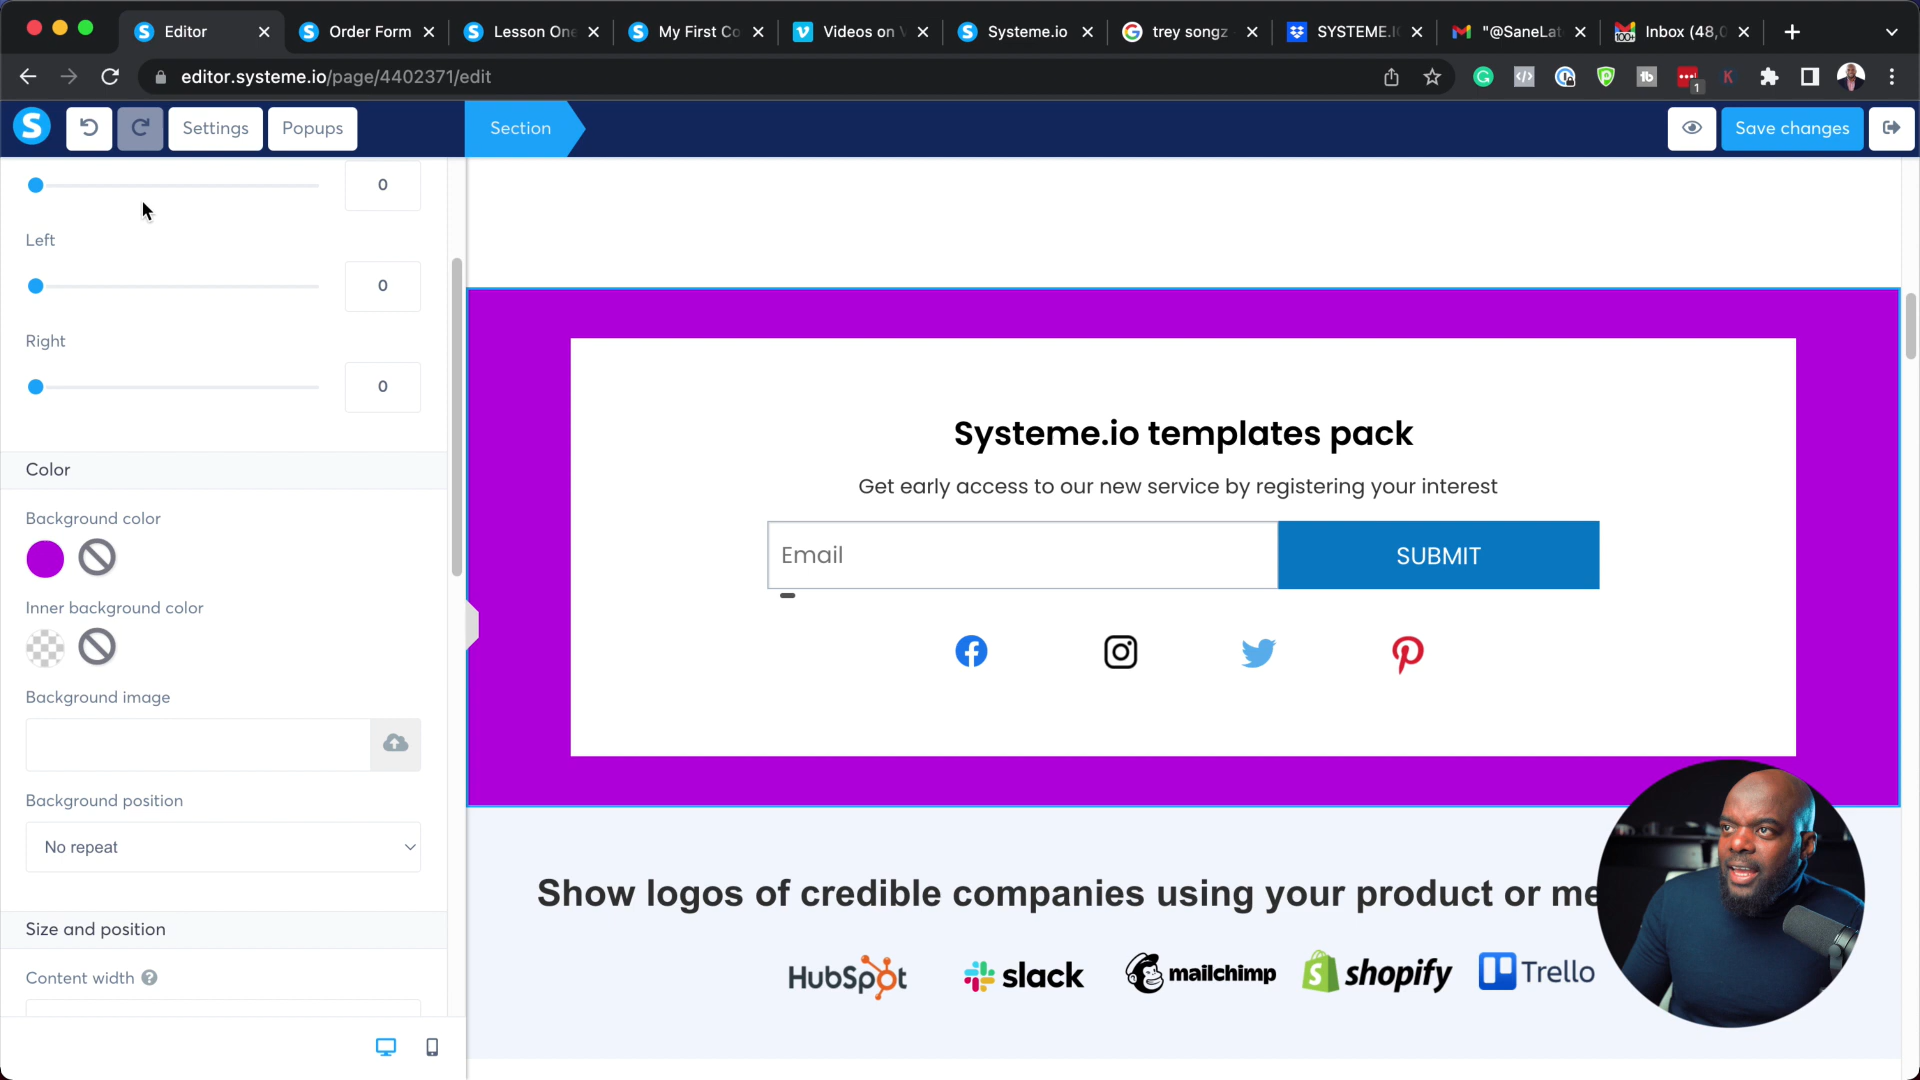 Editor
Order Form
Lesson One
My First Co
Videos on V
Systeme.io
trey songz
SYSTEME.I
"@SaneLat
Inbox (48,0
editor.systeme.io/page/4402371/edit
Settings
Popups
Section
Save changes
0
Left
0
Right
0
Color
Background color
Inner background color
Background image
Background position
No repeat
Size and position
Content width
Systeme.io templates pack
Get early access to our new service by registering your interest
Email
SUBMIT
Show logos of credible companies using your product or me
HubSpot
slack
mailchimp
shopify
Trello